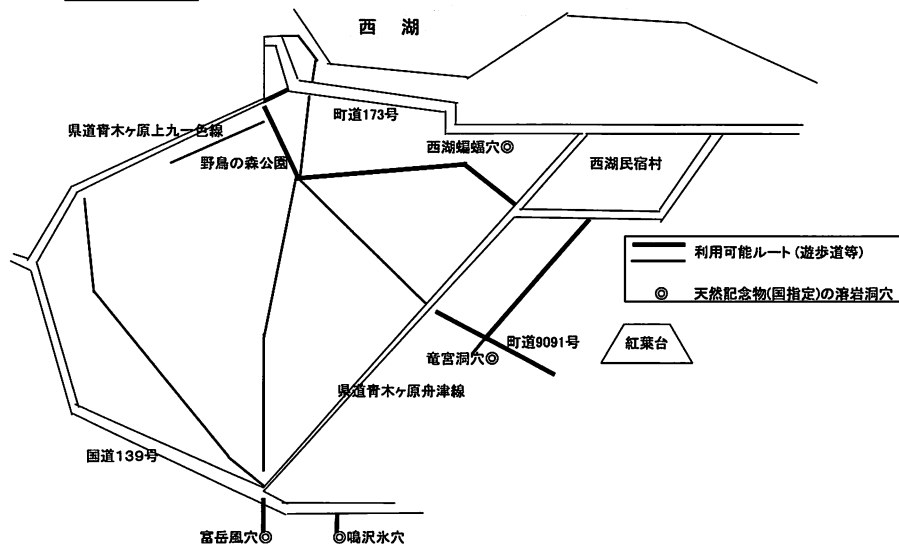 西 湖
町道173号
県道青木ヶ原上九一色線
野鳥の森公園
西湖蝙蝠穴◎
西湖民宿村
利用可能ルート(遊歩道等)
◎ 天然記念物(国指定)の溶岩洞穴
町道9091号
紅葉台
竜宮洞穴◎
県道青木ヶ原舟津線
国道139号
富岳風穴◎
◎鳴沢氷穴